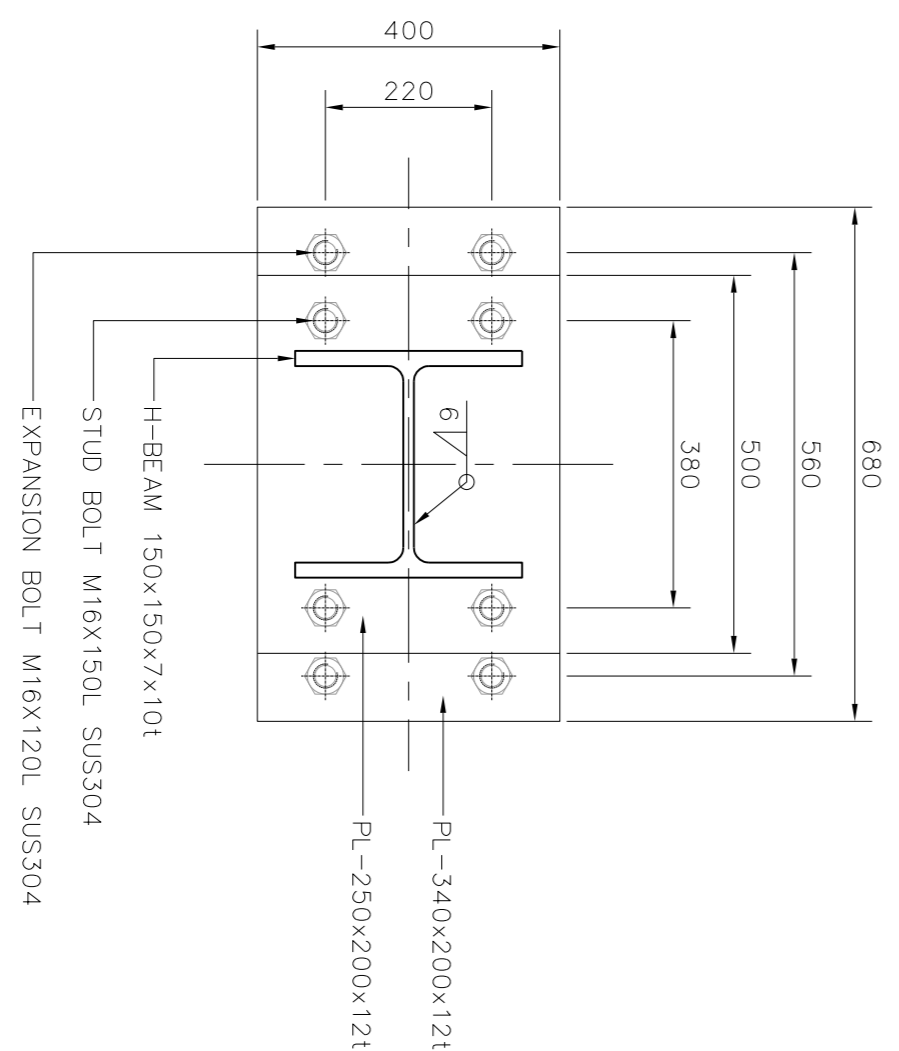 400
220
680
560
500
380
6
H-BEAM 150x150x7x10t
STUD BOLT M16X150L SUS304
EXPANSION BOLT M16X120L SUS304
PL-340x200x12t
PL-250x200x12t